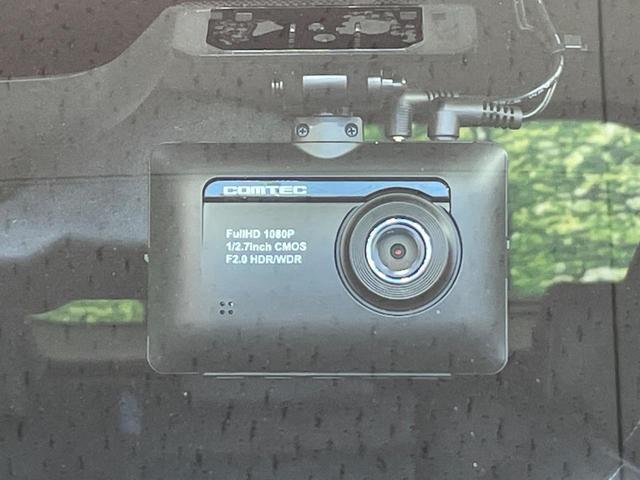 COMTEC
FullHD 1080P
1/2.7inch CMOS
F2.0 HDR/WDR